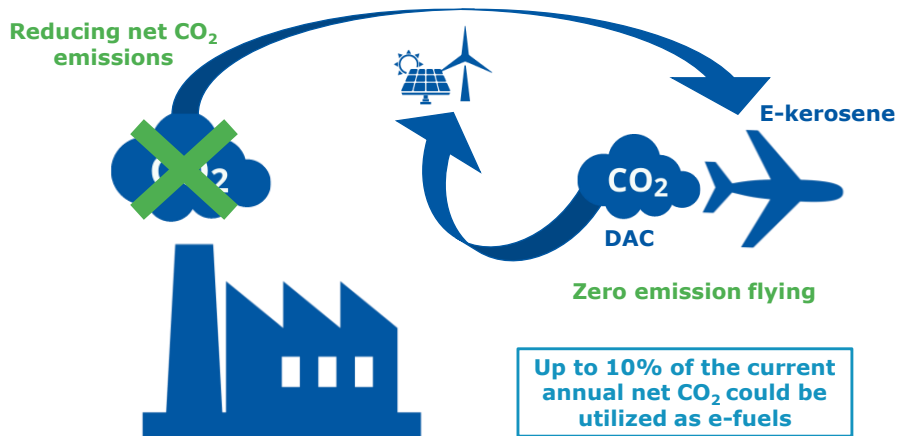 Reducing net CO₂
emissions
E-kerosene
CO₂
CO₂
DAC
Zero emission flying
Up to 10% of the current
annual net CO₂ could be
utilized as e-fuels